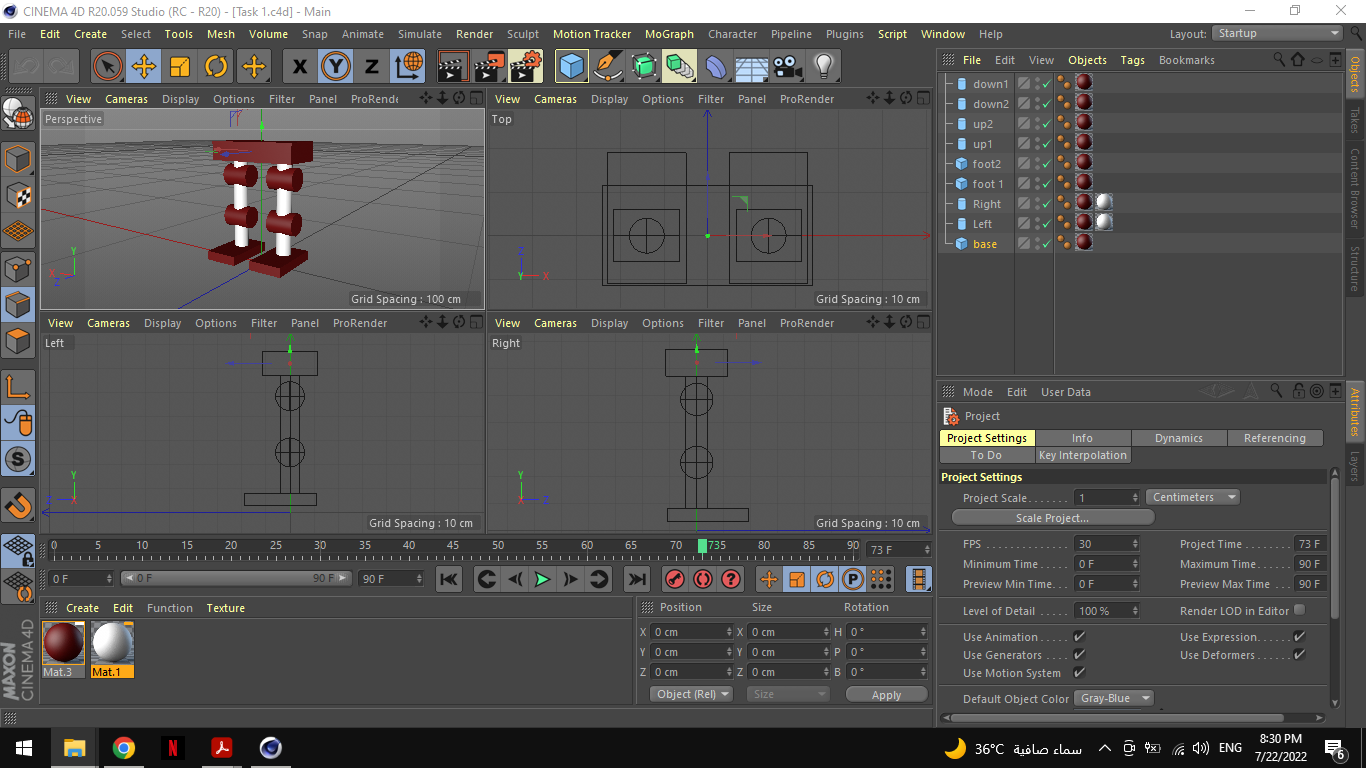 CINEMA 4D R20.059 Studio (RC - R20) - [Task 1.c4d] - Main
File Edit Create Select Tools Mesh Volume Snap Animate Simulate Render Sculpt Motion Tracker MoGraph Character Pipeline Plugins Script Window Help Layout: Startup
X Y Z
File Edit View Objects Tags Bookmarks
Objects
Takes
Content Browser
Structure
down1
down2
up2
up1
foot2
foot 1
Right
Left
base
View Cameras Display Options Filter Panel ProRende
Perspective
Y
X
Z
Grid Spacing : 100 cm
View Cameras Display Options Filter Panel ProRender
Top
Z
Y X
Grid Spacing : 10 cm
View Cameras Display Options Filter Panel ProRender
Left
Y
Z X
Grid Spacing : 10 cm
View Cameras Display Options Filter Panel ProRender
Right
Y
X Z
Grid Spacing : 10 cm
S
Mode Edit User Data
Attributes
Layers
Project
Project Settings Info Dynamics Referencing
To Do Key Interpolation
Project Settings
Project Scale . . . . . . . 1 Centimeters
Scale Project...
FPS . . . . . . . . . . . . . . 30 Project Time . . . . . . . . 73 F
Minimum Time . . . . . 0 F Maximum Time . . . . . 90 F
Preview Min Time . . . 0 F Preview Max Time . . . 90 F
Level of Detail . . . . . 100 % Render LOD in Editor
Use Animation . . . . . Use Expression . . . . . .
Use Generators . . . . Use Deformers . . . . . .
Use Motion System
Default Object Color Gray-Blue
0 5 10 15 20 25 30 35 40 45 50 55 60 65 70 735 80 85 90 73 F
0 F 0 F 90 F 90 F
P
Create Edit Function Texture
Mat.3 Mat.1
MAXON CINEMA 4D
Position Size Rotation
X 0 cm X 0 cm H 0 °
Y 0 cm Y 0 cm P 0 °
Z 0 cm Z 0 cm B 0 °
Object (Rel) Size Apply
36°C سماء صافية ENG 8:30 PM
7/22/2022
6